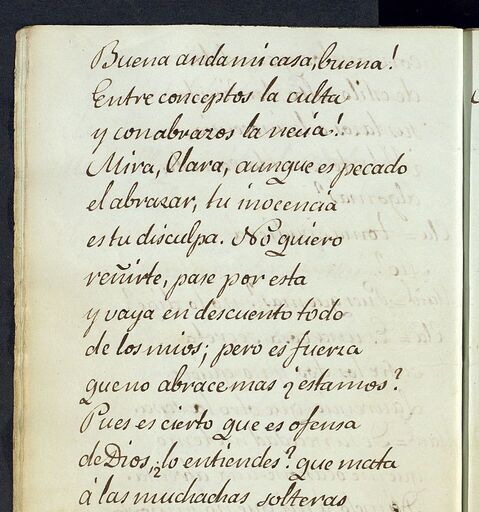 Buena anda mi casa, buena!
Entre conceptos la culta
y con abrazos la necia!
Mira, Clara, aunque es pecado
el abrazar, tu inocencia
es tu disculpa. No quiero
reñirte, pase por esta
y vaya en descuento todo
de los mios; pero es fuerza
que no abrace mas ¿estamos?
Pues es cierto que es ofensa
de Dios, ¿lo entiendes? que mata
á las muchachas solteras